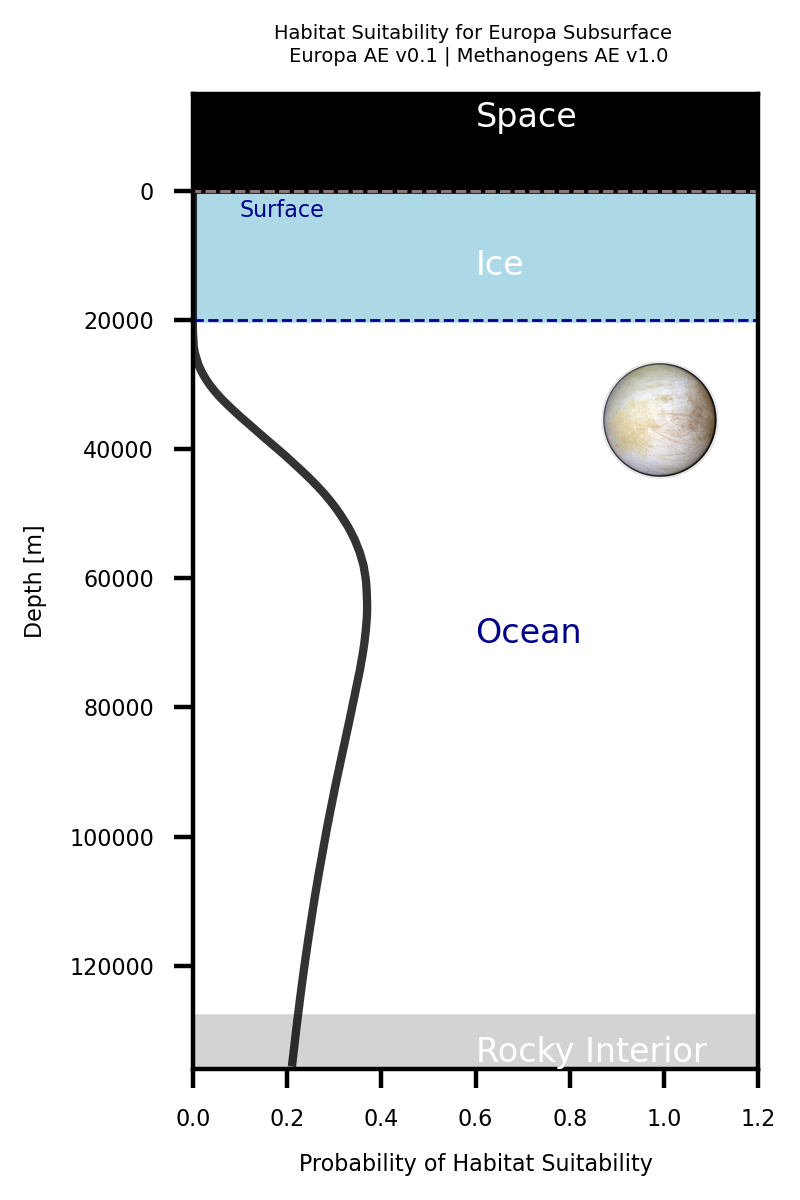 Habitat Suitability for Europa Subsurface
Europa AE v0.1 | Methanogens AE v1.0
Space
0
Surface
Ice
20000
40000
Depth [m]
60000
Ocean
80000
100000
120000
Rocky Interior
0.0 0.2 0.4 0.6 0.8 1.0 1.2
Probability of Habitat Suitability